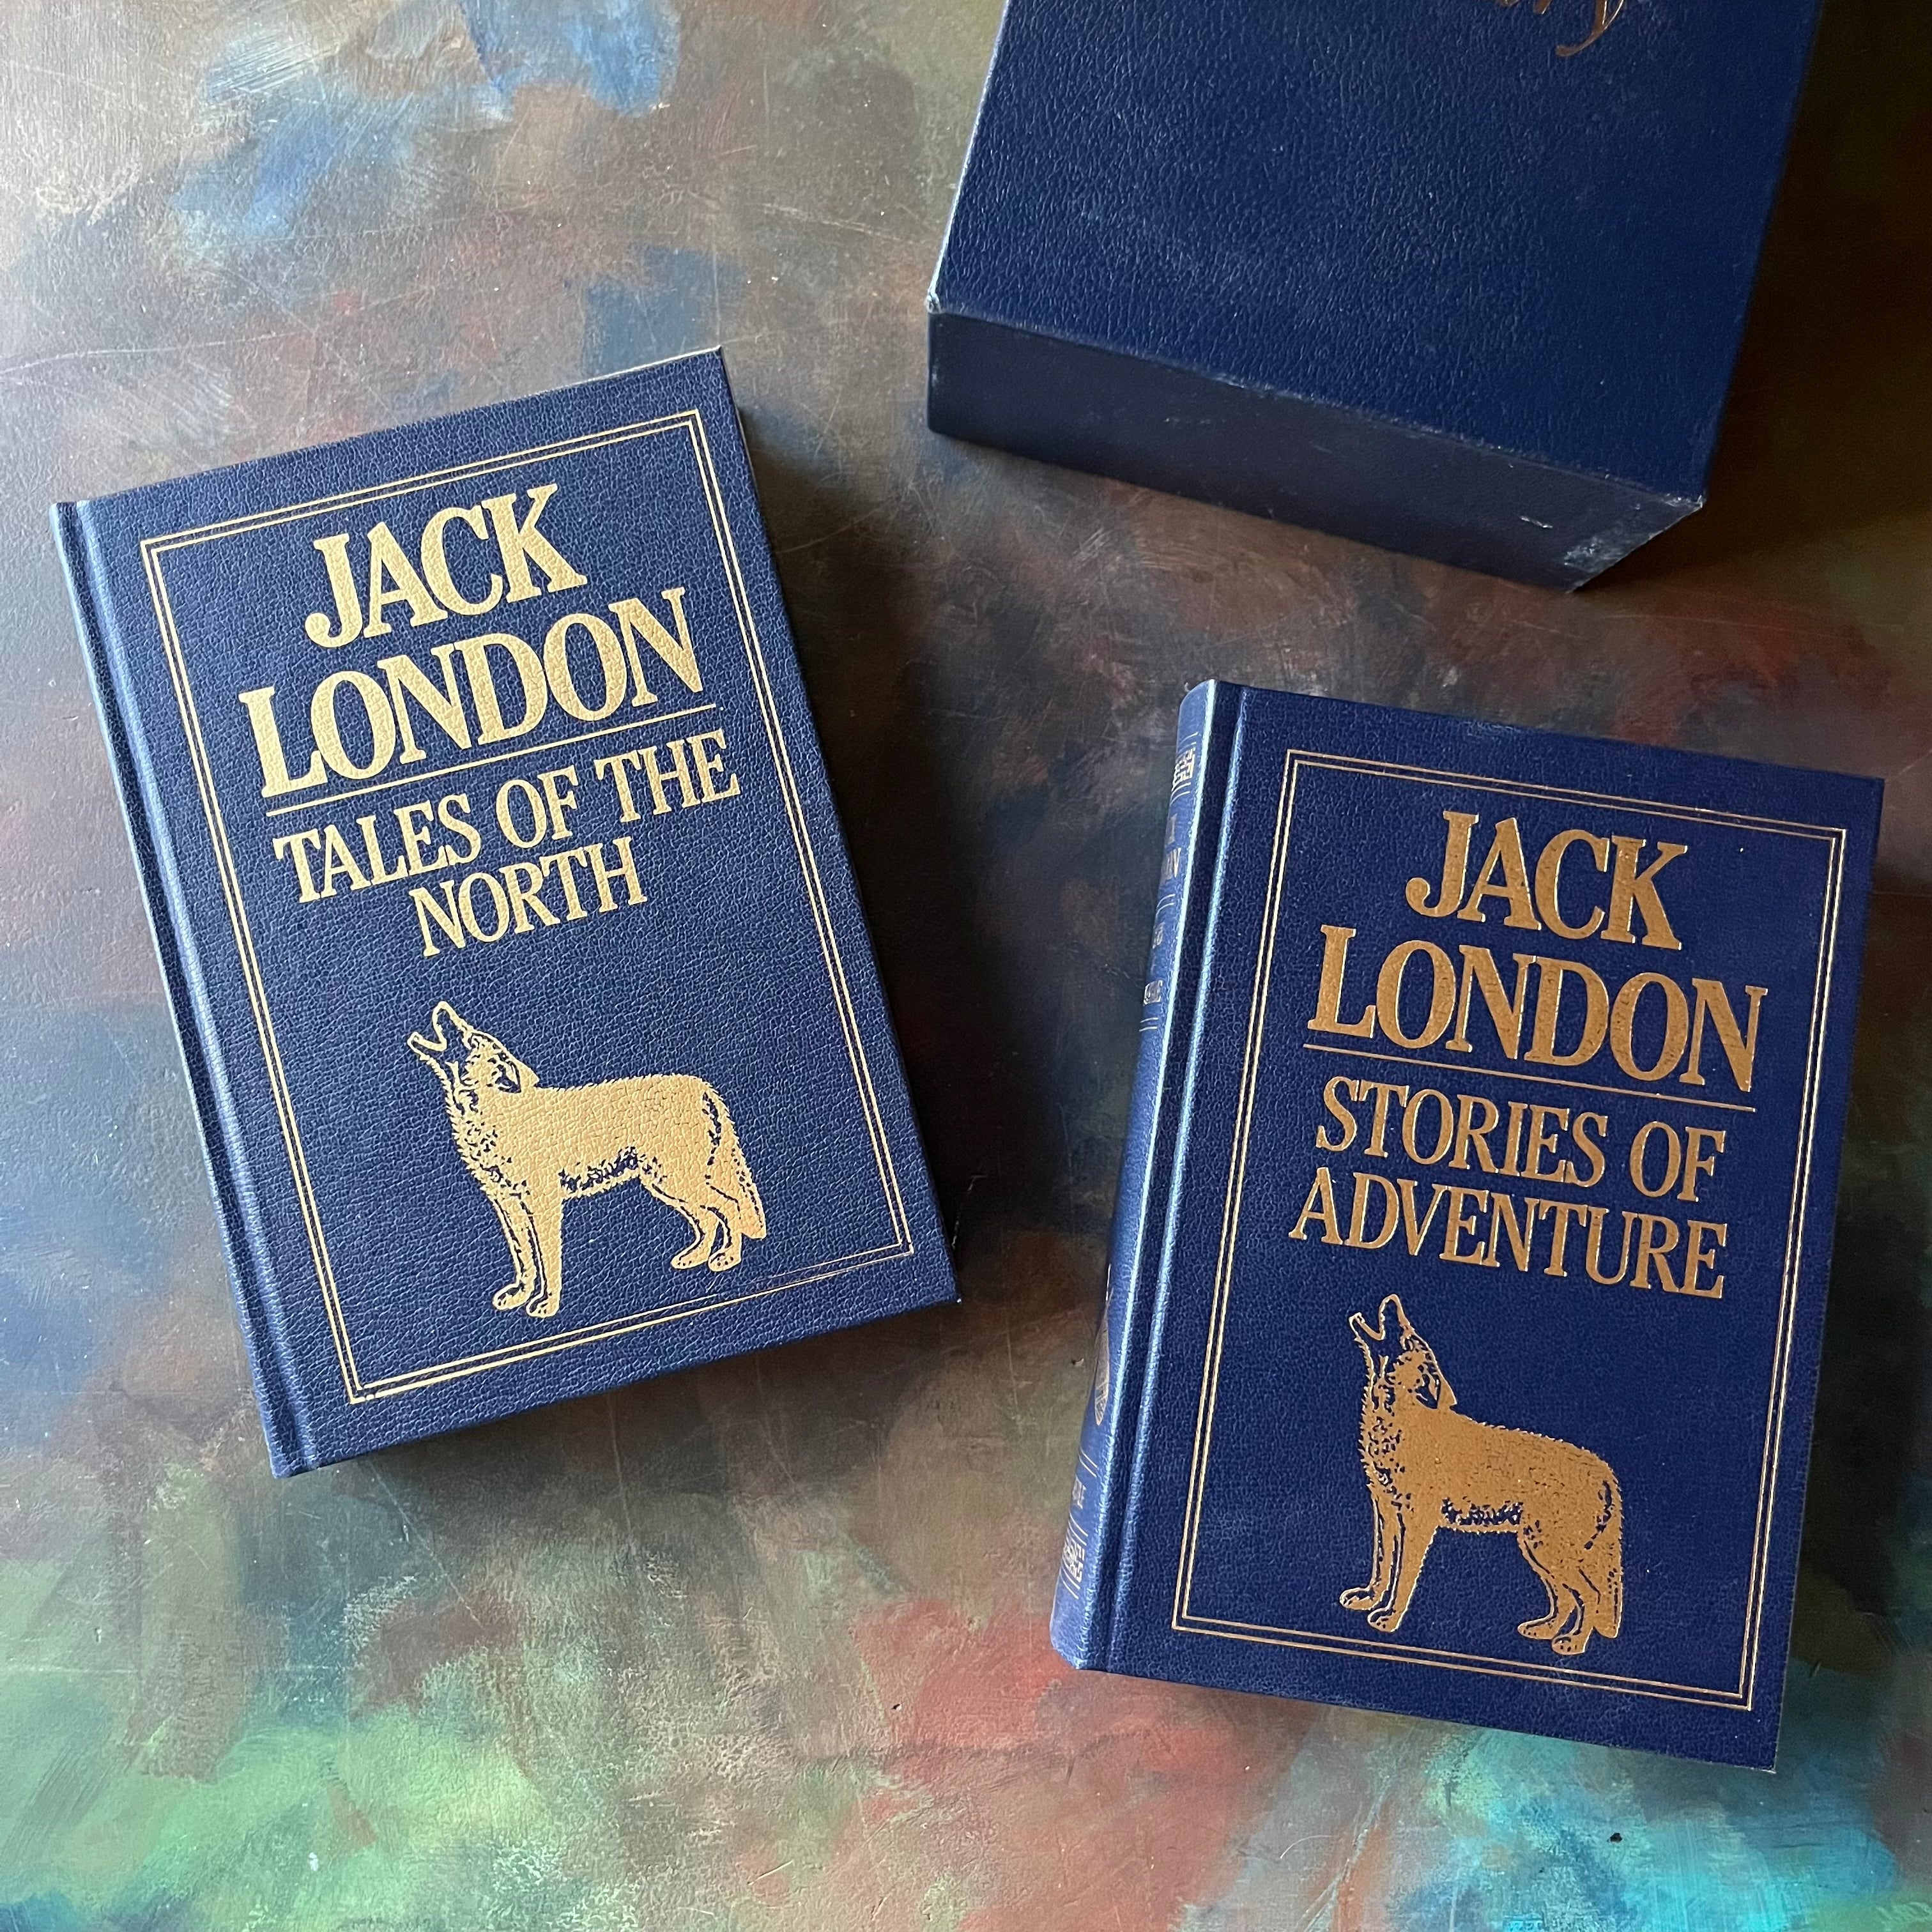 JACK
LONDON
TALES OF THE
NORTH
JACK
LONDON
STORIES OF
ADVENTURE